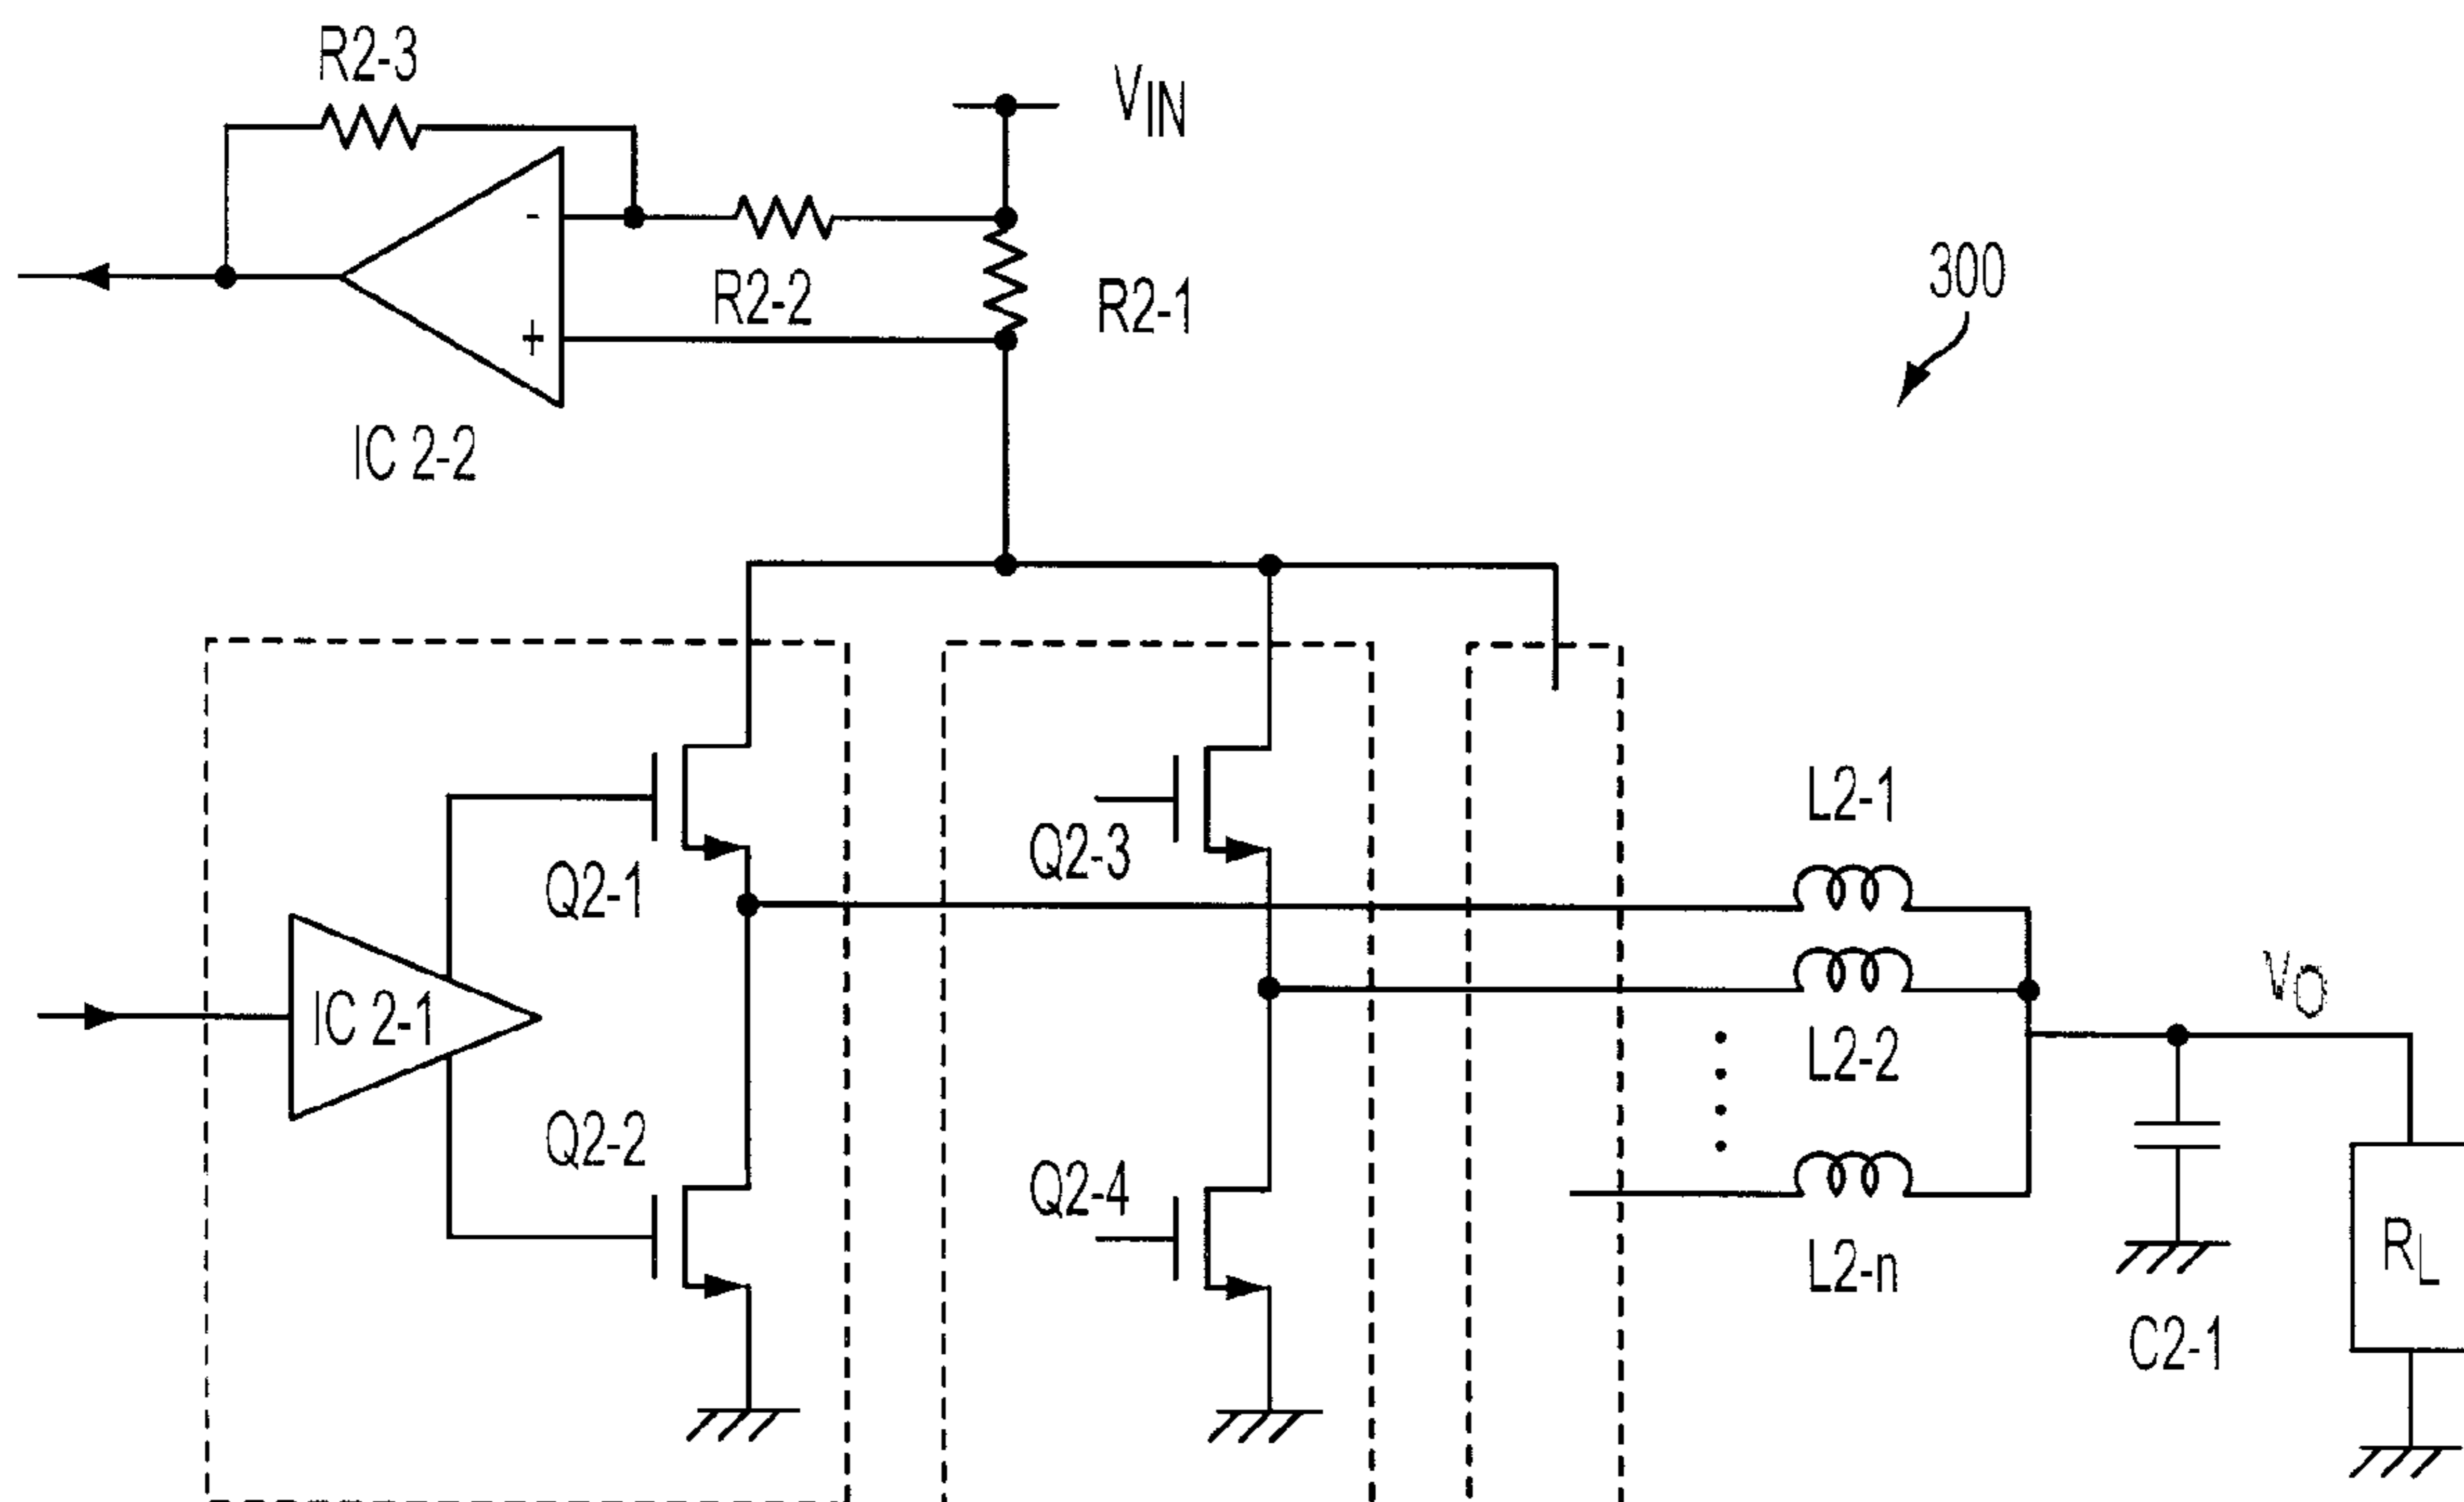 R2-3
VIN
R2-2
R2-1
300
-
+
IC 2-2
L2-1
Q2-3
Q2-1
VO
IC 2-1
L2-2
Q2-2
Q2-4
L2-n
RL
C2-1